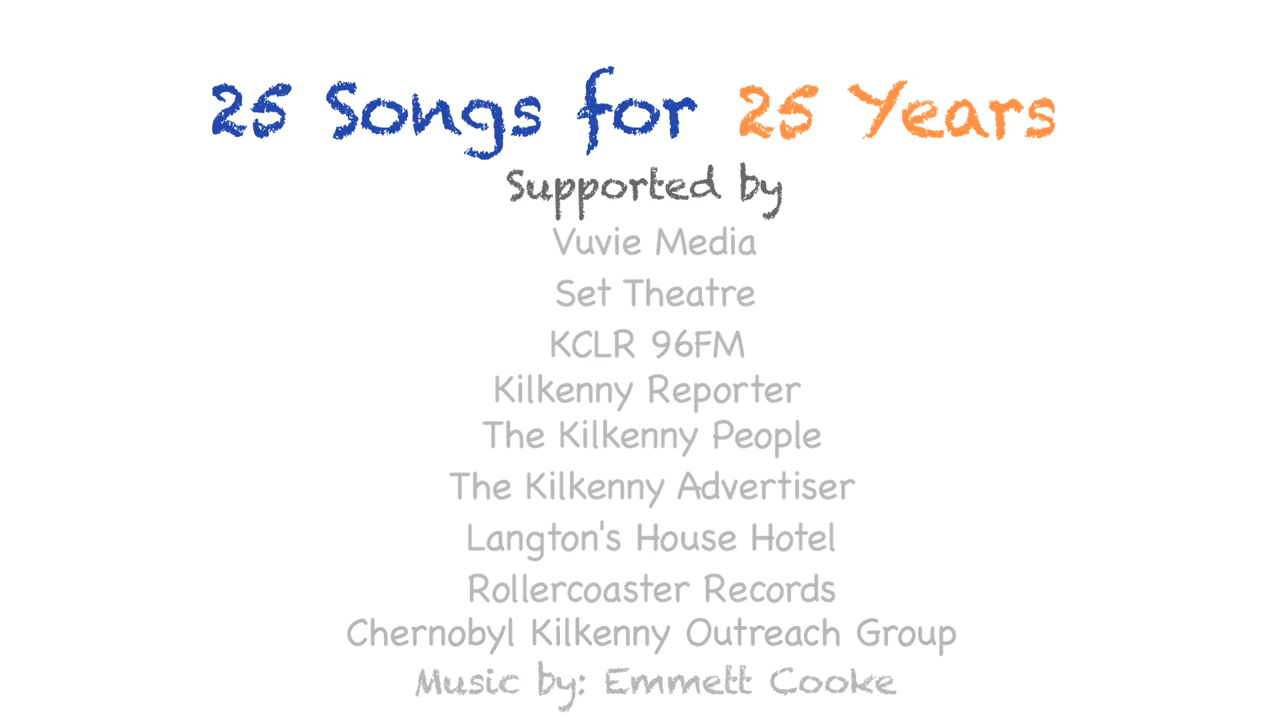 25 Songs for 25 Years
Supported by
Vuvie Media
Set Theatre
KCLR 96FM
Kilkenny Reporter
The Kilkenny People
The Kilkenny Advertiser
Langton's House Hotel
Rollercoaster Records
Chernobyl Kilkenny Outreach Group
Music by: Emmett Cooke